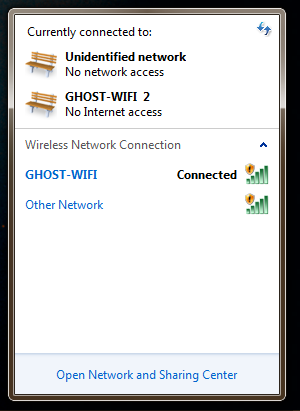 Currently connected to:
Unidentified network
No network access
GHOST-WIFI 2
No Internet access
Wireless Network Connection
GHOST-WIFI Connected
Other Network
Open Network and Sharing Center